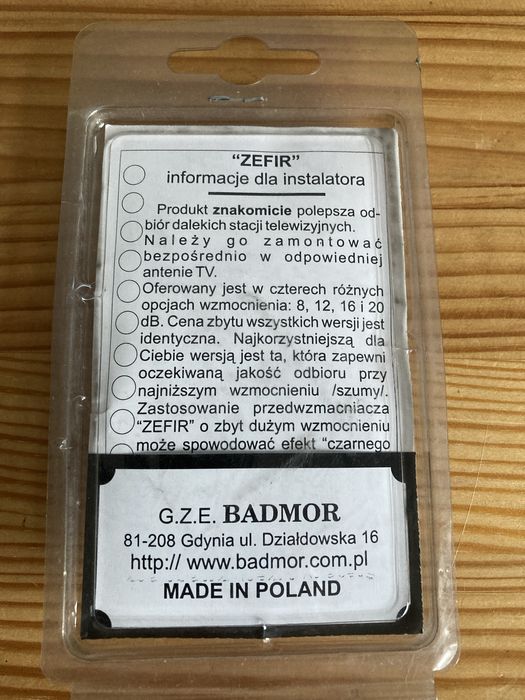 “ZEFIR”
informacje dla instalatora
Produkt znakomicie polepsza od-
biór dalekich stacji telewizyjnych.
Należy go zamontować
bezpośrednio w odpowiedniej
antenie TV.
Oferowany jest w czterech różnych
opcjach wzmocnienia: 8, 12, 16 i 20
dB. Cena zbytu wszystkich wersji jest
identyczna. Najkorzystniejszą dla
Ciebie wersją jest ta, która zapewni
oczekiwaną jakość odbioru przy
najniższym wzmocnieniu /szumy/.
Zastosowanie przedwzmacniacza
“ZEFIR” o zbyt dużym wzmocnieniu
może spowodować efekt “czarnego
G.Z.E. BADMOR
81-208 Gdynia ul. Działdowska 16
http:// www.badmor.com.pl
MADE IN POLAND